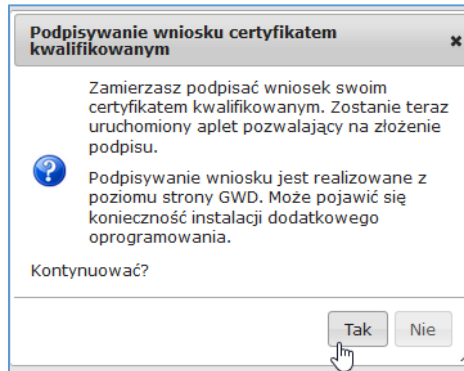 Podpisywanie wniosku certyfikatem
kwalifikowanym
Zamierzasz podpisać wniosek swoim
certyfikatem kwalifikowanym. Zostanie teraz
uruchomiony aplet pozwalający na złożenie
podpisu.
Podpisywanie wniosku jest realizowane z
poziomu strony GWD. Może pojawić się
konieczność instalacji dodatkowego
oprogramowania.
Kontynuować?
Tak Nie